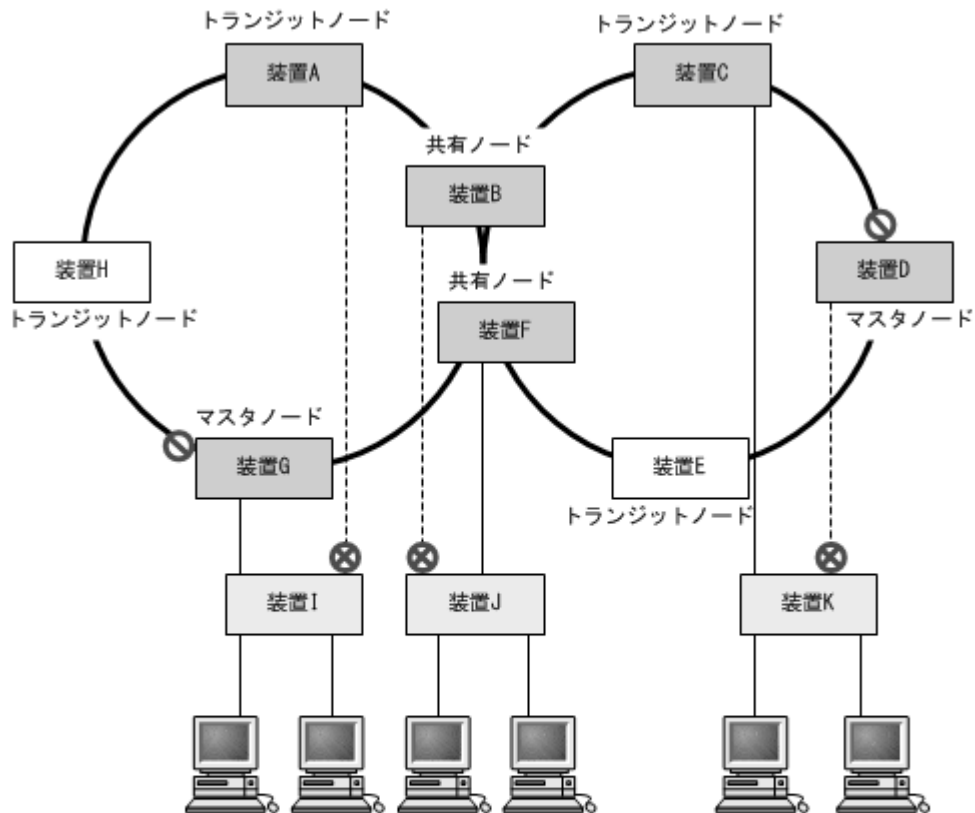 トランジットノード
装置A
トランジットノード
装置C
共有ノード
装置B
装置H
トランジットノード
共有ノード
装置F
装置D
マスタノード
マスタノード
装置G
装置E
トランジットノード
装置I
装置J
装置K